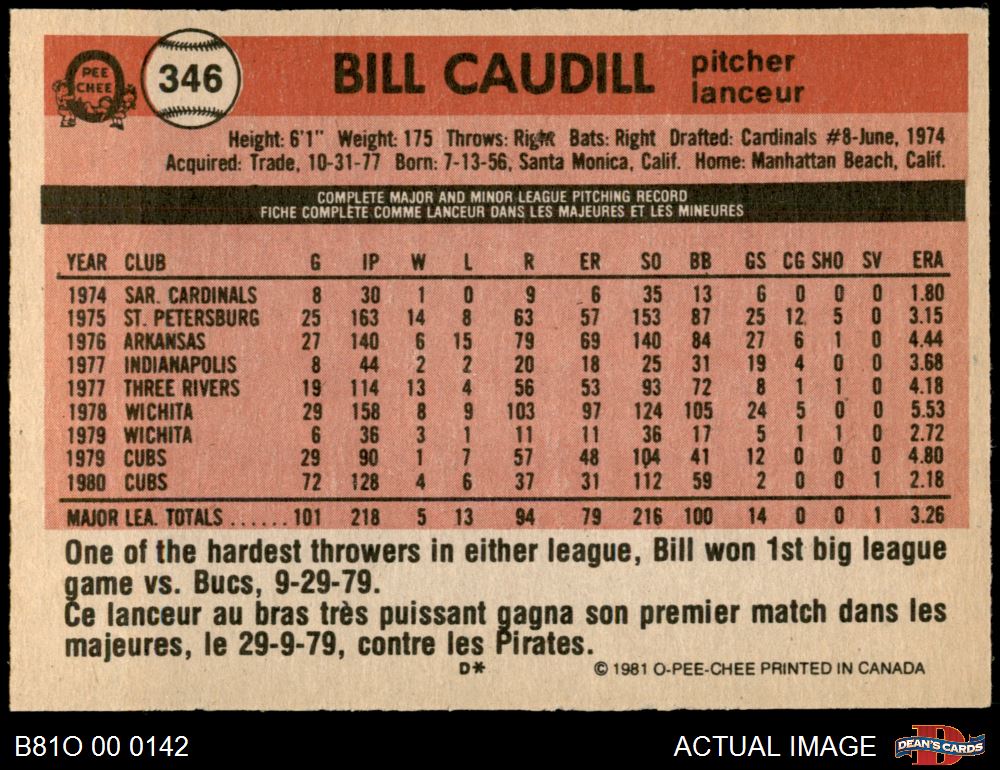 PEE
CHEE
346
BILL CAUDILL
pitcher
lanceur
Height: 6'1" Weight: 175 Throws: Right Bats: Right Drafted: Cardinals #8-June, 1974
Acquired: Trade, 10-31-77 Born: 7-13-56, Santa Monica, Calif. Home: Manhattan Beach, Calif.
COMPLETE MAJOR AND MINOR LEAGUE PITCHING RECORD
FICHE COMPLÈTE COMME LANCEUR DANS LES MAJEURES ET LES MINEURES
YEAR CLUB G IP W L R ER SO BB GS CG SHO SV ERA
1974 SAR. CARDINALS 8 30 1 0 9 6 35 13 6 0 0 0 1.80
1975 ST. PETERSBURG 25 163 14 8 63 57 153 87 25 12 5 0 3.15
1976 ARKANSAS 27 140 6 15 79 69 140 84 27 6 1 0 4.44
1977 INDIANAPOLIS 8 44 2 2 20 18 25 31 19 4 0 0 3.68
1977 THREE RIVERS 19 114 13 4 56 53 93 72 8 1 1 0 4.18
1978 WICHITA 29 158 8 9 103 97 124 105 24 5 0 0 5.53
1979 WICHITA 6 36 3 1 11 11 36 17 5 1 1 0 2.72
1979 CUBS 29 90 1 7 57 48 104 41 12 0 0 0 4.80
1980 CUBS 72 128 4 6 37 31 112 59 2 0 0 1 2.18
MAJOR LEA. TOTALS ...... 101 218 5 13 94 79 216 100 14 0 0 1 3.26
One of the hardest throwers in either league, Bill won 1st big league
game vs. Bucs, 9-29-79.
Ce lanceur au bras très puissant gagna son premier match dans les
majeures, le 29-9-79, contre les Pirates.
D* © 1981 O-PEE-CHEE PRINTED IN CANADA
B81O 00 0142
ACTUAL IMAGE
DEAN'S CARDS